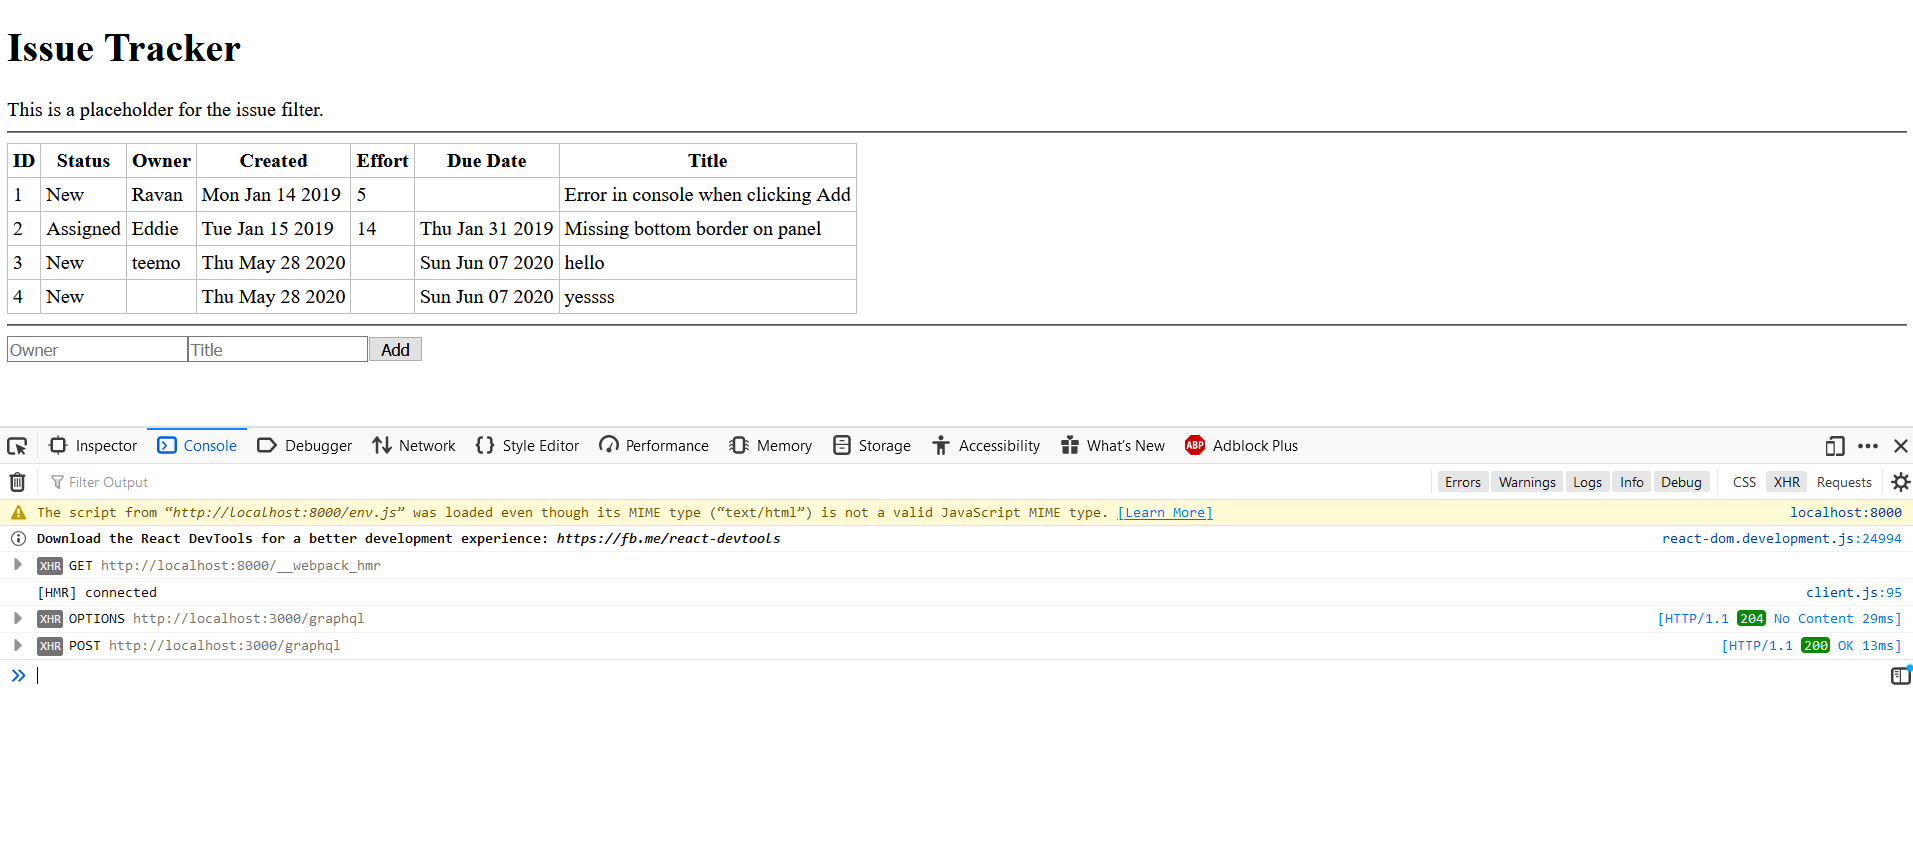 Issue Tracker
This is a placeholder for the issue filter.
ID Status Owner Created Effort Due Date Title
1 New Ravan Mon Jan 14 2019 5 Error in console when clicking Add
2 Assigned Eddie Tue Jan 15 2019 14 Thu Jan 31 2019 Missing bottom border on panel
3 New teemo Thu May 28 2020 Sun Jun 07 2020 hello
4 New Thu May 28 2020 Sun Jun 07 2020 yessss
Owner Title Add
Inspector Console Debugger Network Style Editor Performance Memory Storage Accessibility What's New ABP Adblock Plus
Filter Output Errors Warnings Logs Info Debug CSS XHR Requests
The script from “http://localhost:8000/env.js” was loaded even though its MIME type (“text/html”) is not a valid JavaScript MIME type. [Learn More] localhost:8000
Download the React DevTools for a better development experience: https://fb.me/react-devtools react-dom.development.js:24994
XHR GET http://localhost:8000/__webpack_hmr
[HMR] connected client.js:95
XHR OPTIONS http://localhost:3000/graphql [HTTP/1.1 204 No Content 29ms]
XHR POST http://localhost:3000/graphql [HTTP/1.1 200 OK 13ms]